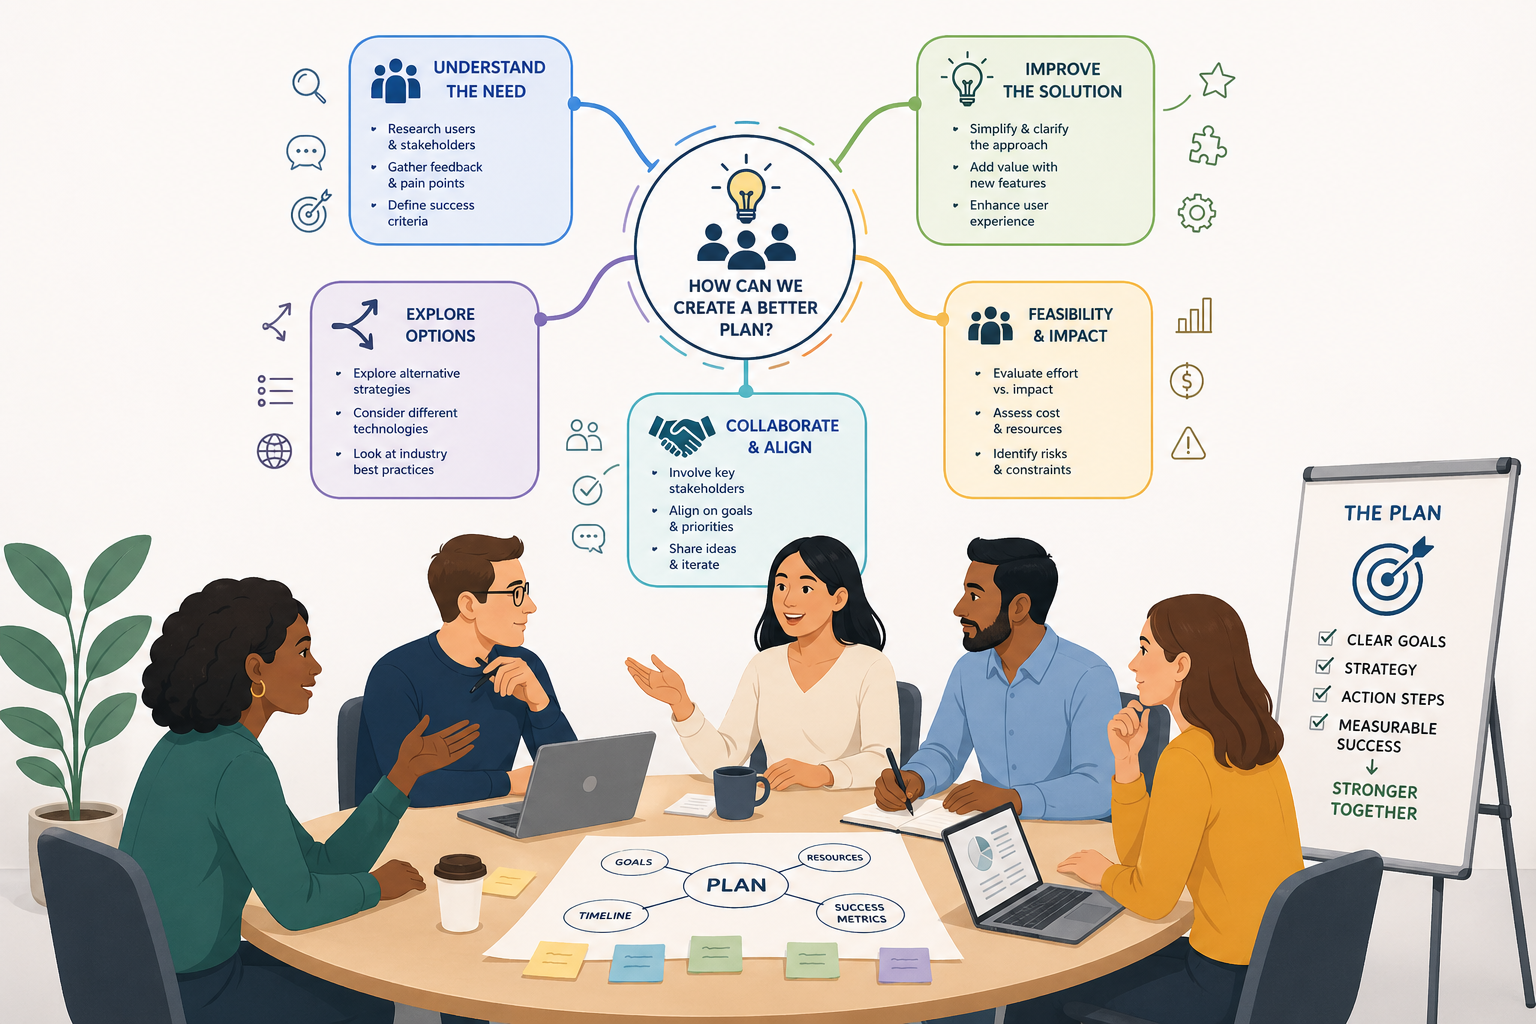 UNDERSTAND
THE NEED
Research users
& stakeholders
Gather feedback
& pain points
Define success
criteria
IMPROVE
THE SOLUTION
Simplify & clarify
the approach
Add value with
new features
Enhance user
experience
HOW CAN WE
CREATE A BETTER
PLAN?
EXPLORE
OPTIONS
Explore alternative
strategies
Consider different
technologies
Look at industry
best practices
FEASIBILITY
& IMPACT
Evaluate effort
vs. impact
Assess cost
& resources
Identify risks
& constraints
COLLABORATE
& ALIGN
Involve key
stakeholders
Align on goals
& priorities
Share ideas
& iterate
THE PLAN
CLEAR GOALS
STRATEGY
ACTION STEPS
MEASURABLE
SUCCESS
STRONGER
TOGETHER
GOALS
RESOURCES
PLAN
TIMELINE
SUCCESS
METRICS